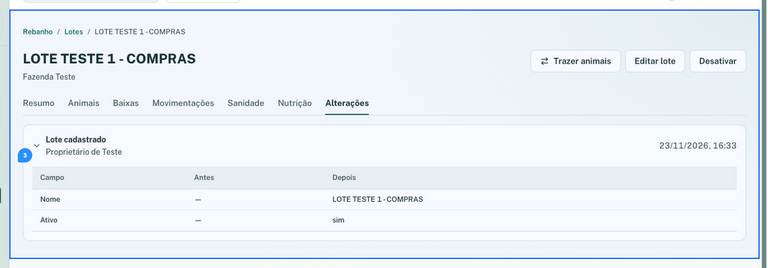 Rebanho / Lotes / LOTE TESTE 1 - COMPRAS
LOTE TESTE 1 - COMPRAS
Fazenda Teste
Trazer animais
Editar lote
Desativar
Resumo Animais Baixas Movimentações Sanidade Nutrição Alterações
Lote cadastrado
Proprietário de Teste
23/11/2026, 16:33
3
Campo Antes Depois
Nome — LOTE TESTE 1 - COMPRAS
Ativo — sim